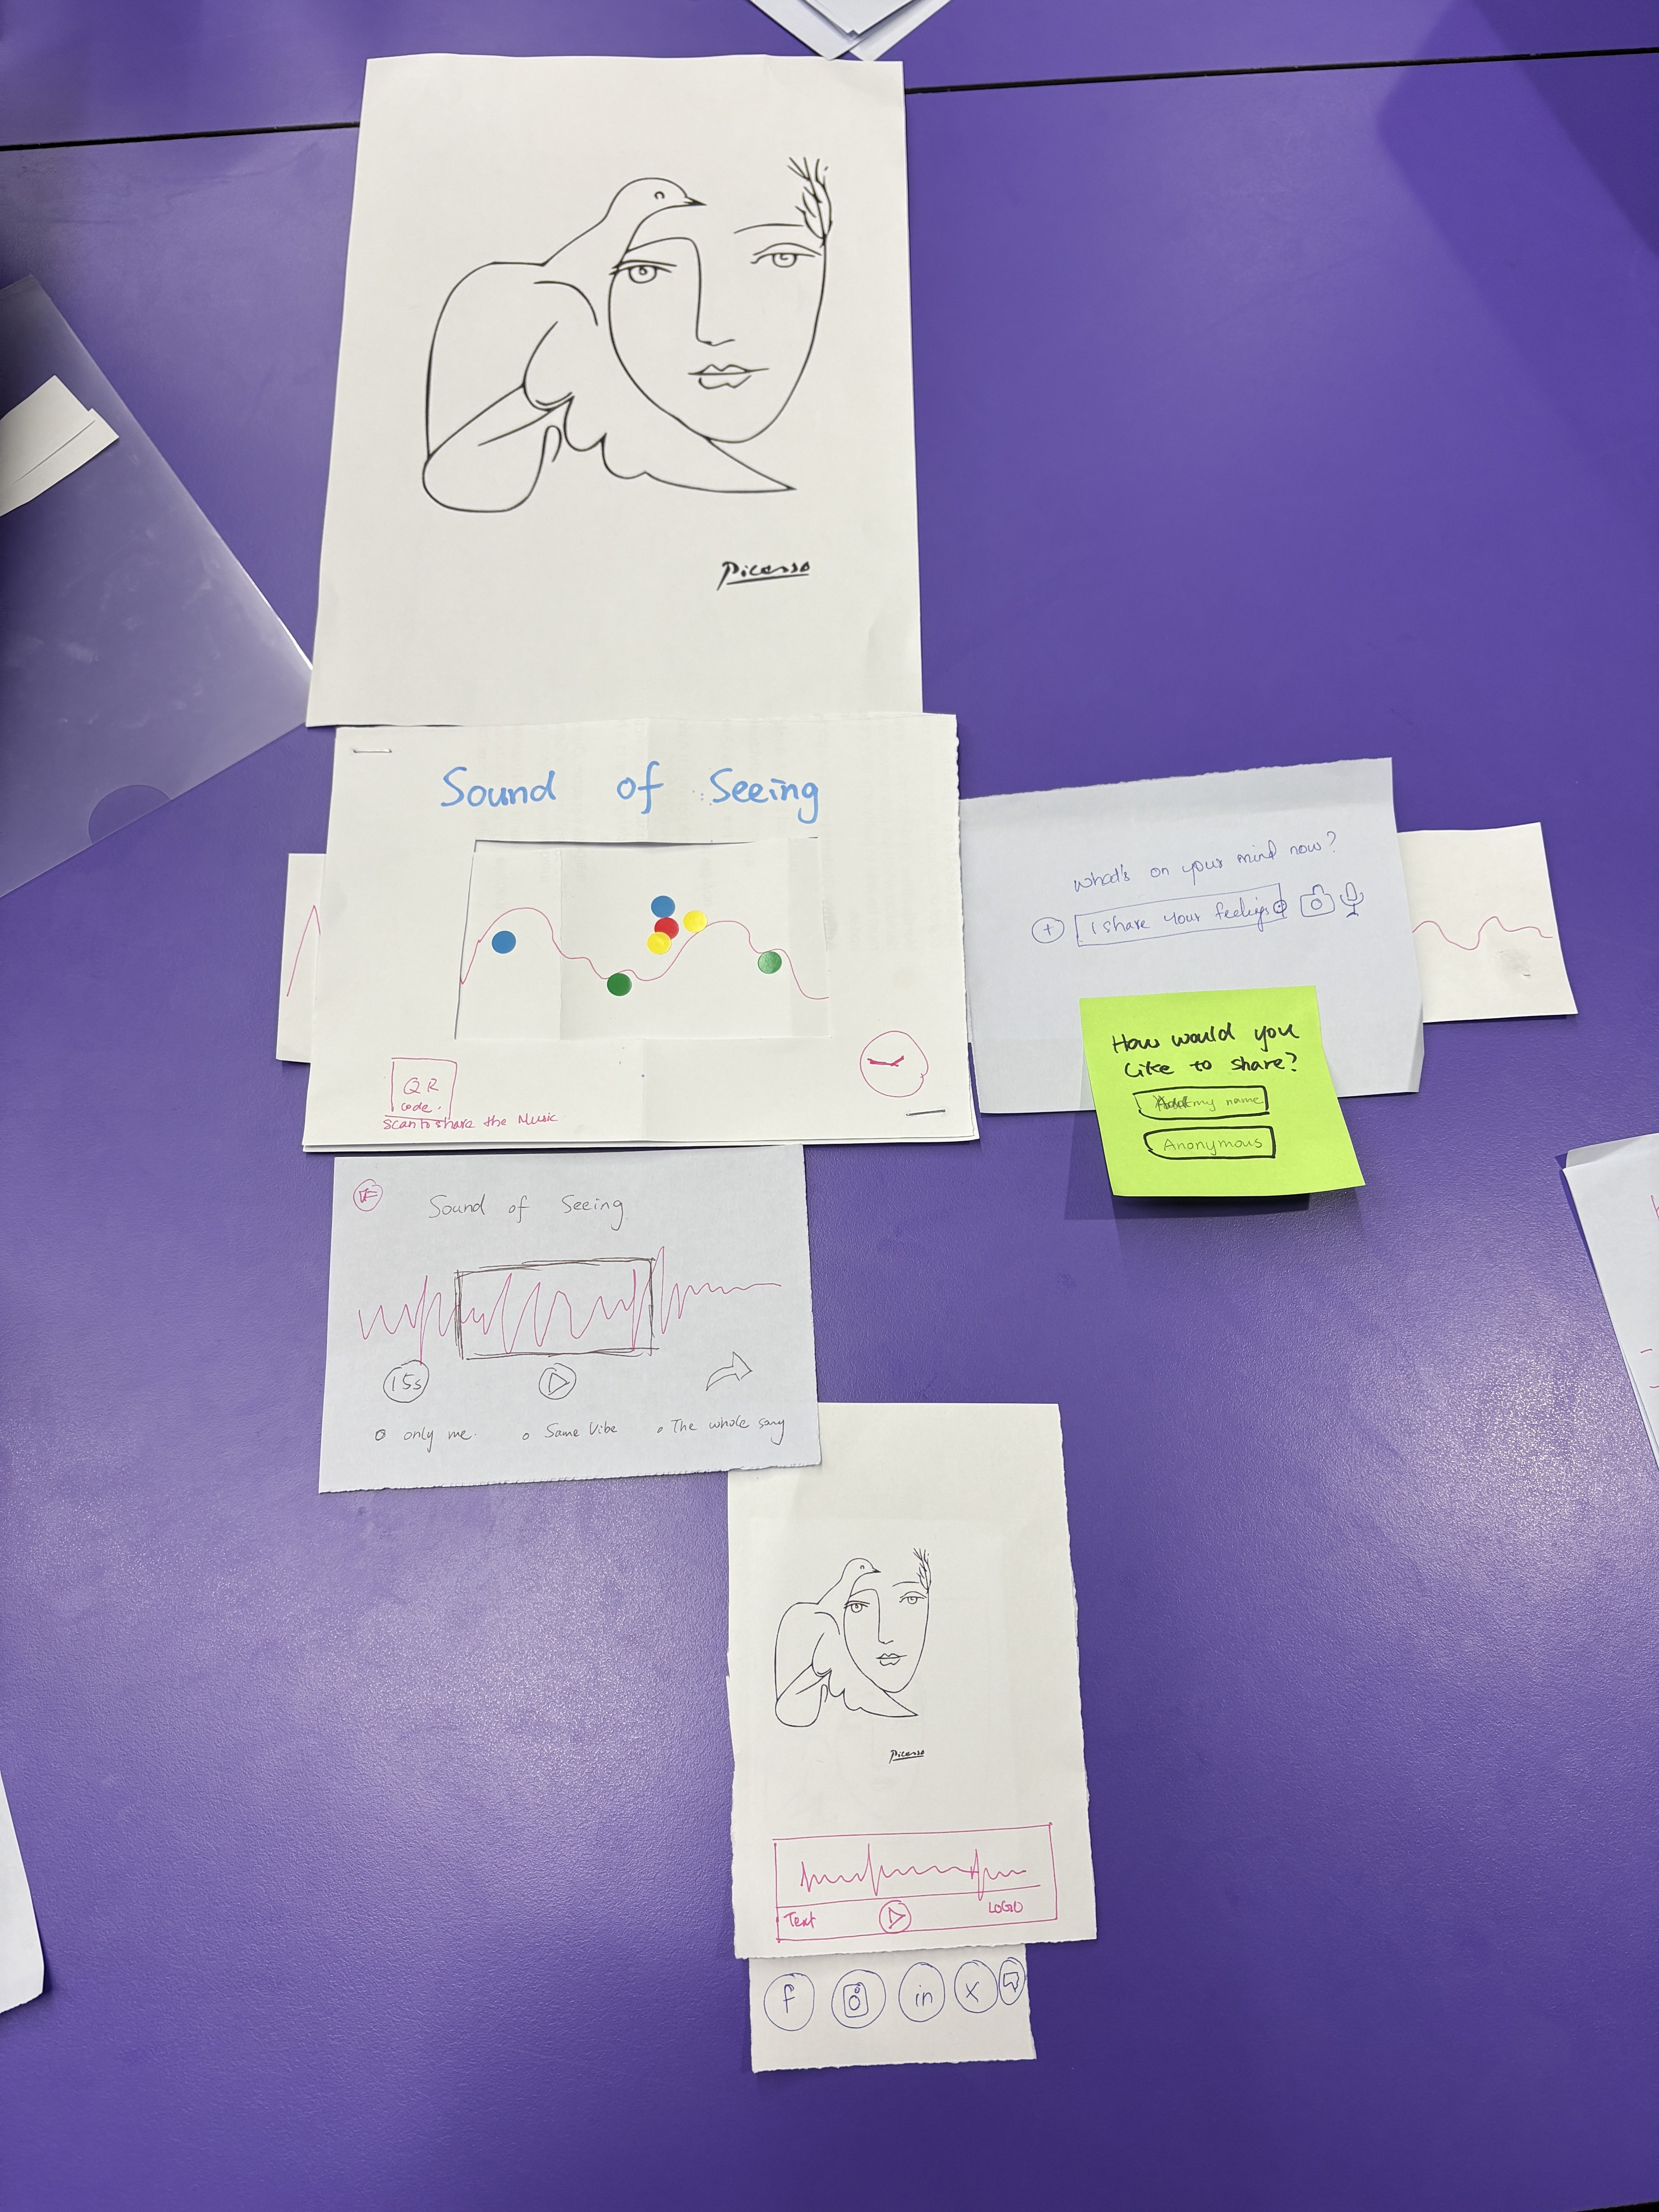 Picasso
Sound of Seeing
QR
code.
Scan to share the Music
what's on your mind now?
+ I share your feelings
How would you
like to share?
my name
Anonymous
Sound of Seeing
15s
only me.
Same Vibe
The whole song
Picasso
Text
LOGO
f
in
X